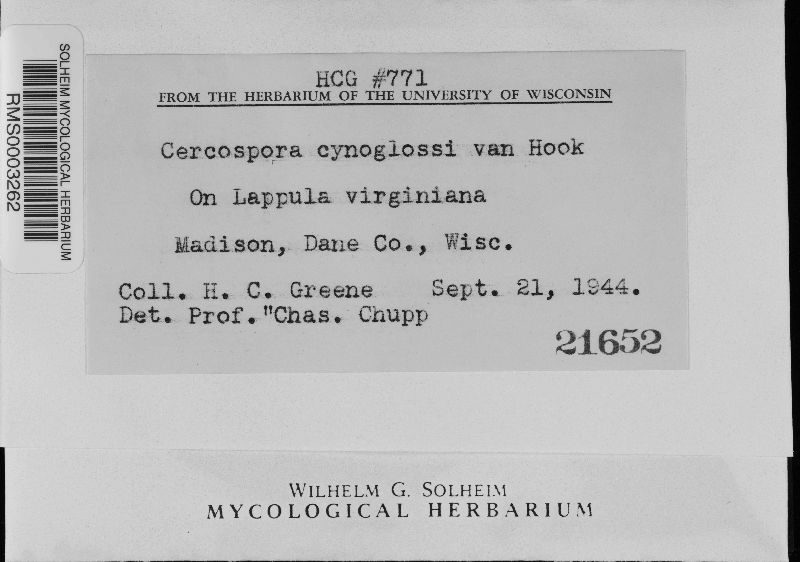 SOLHEIM MYCOLOGICAL HERBARIUM
RMS0003262
HCG #771
FROM THE HERBARIUM OF THE UNIVERSITY OF WISCONSIN
Cercospora cynoglossi van Hook
On Lappula virginiana
Madison, Dane Co., Wisc.
Coll. H. C. Greene Sept. 21, 1944.
Det. Prof."Chas. Chupp
21652
WILHELM G. SOLHEIM
MYCOLOGICAL HERBARIUM